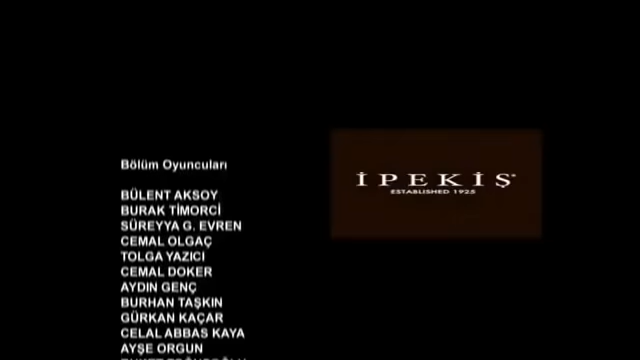 Bölüm Oyuncuları
BÜLENT AKSOY
BURAK TİMORCİ
SÜREYYA G. EVREN
CEMAL OLGAÇ
TOLGA YAZICI
CEMAL DOKER
AYDIN GENÇ
BURHAN TAŞKIN
GÜRKAN KAÇAR
CELAL ABBAS KAYA
AYŞE ORGUN
İPEKİŞ
ESTABLISHED 1925